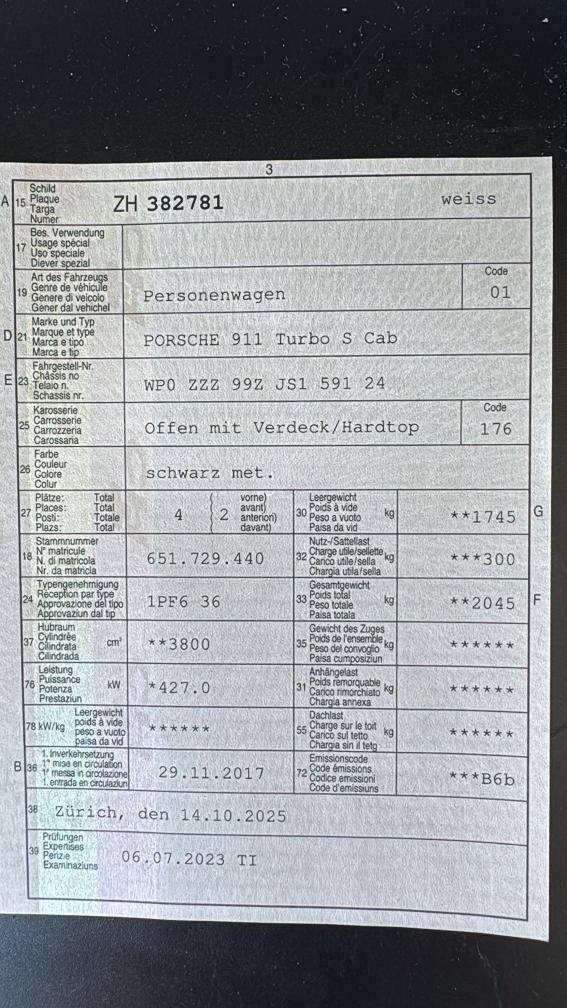 3
A 15 Schild ZH 382781 weiss
Plaque
Targa
Numer
17 Bes. Verwendung
Usage spécial
Uso speciale
Diever spezial
19 Art des Fahrzeugs Personenwagen Code 01
Genre de véhicule
Genere di veicolo
Gener dal vehichel
D 21 Marke und Typ PORSCHE 911 Turbo S Cab
Marque et type
Marca e tipo
Marca e tip
E 23 Fahrgestell-Nr. WP0 ZZZ 99Z JS1 591 24
Châssis no
Telaio n.
Schassis nr.
25 Karosserie Offen mit Verdeck/Hardtop Code 176
Carrosserie
Carrozzeria
Carossaria
26 Farbe schwarz met.
Couleur
Colore
Colur
27 Plätze: Total 4 { 2 vorne)
Places: Total avant)
Posti: Totale anteriori)
Plazs: Total davant)
30 Leergewicht kg **1745 G
Poids à vide
Peso a vuoto
Paisa da vid
18 Stammnummer 651.729.440
N° matricule
N. di matricola
Nr. da matricla
32 Nutz-/Sattellast kg ***300
Charge utile/sellette
Carico utile/sella
Chargia utila/sella
24 Typengenehmigung 1PF6 36
Réception par type
Approvazione del tipo
Approvaziun dal tip
33 Gesamtgewicht kg **2045 F
Poids total
Peso totale
Paisa totala
37 Hubraum cm³ **3800
Cylindrée
Cilindrata
Cilindrada
35 Gewicht des Zuges kg ******
Poids de l'ensemble
Peso del convoglio
Paisa cumposiziun
76 Leistung kW *427.0
Puissance
Potenza
Prestaziun
31 Anhängelast kg ******
Poids remorquable
Carico rimorchiato
Chargia annexa
78 kW/kg Leergewicht ******
poids à vide
peso a vuoto
paisa da vid
55 Dachlast kg ******
Charge sur le toit
Carico sul tetto
Chargia sin il tetg
B 36 1. Inverkehrsetzung 29.11.2017
1re mise en circulation
1a messa in circolazione
1. entrada en circulaziun
72 Emissionscode ***B6b
Code émissions
Codice emissioni
Code d'emissiuns
38 Zürich, den 14.10.2025
39 Prüfungen 06.07.2023 TI
Expertises
Perizie
Examinaziuns